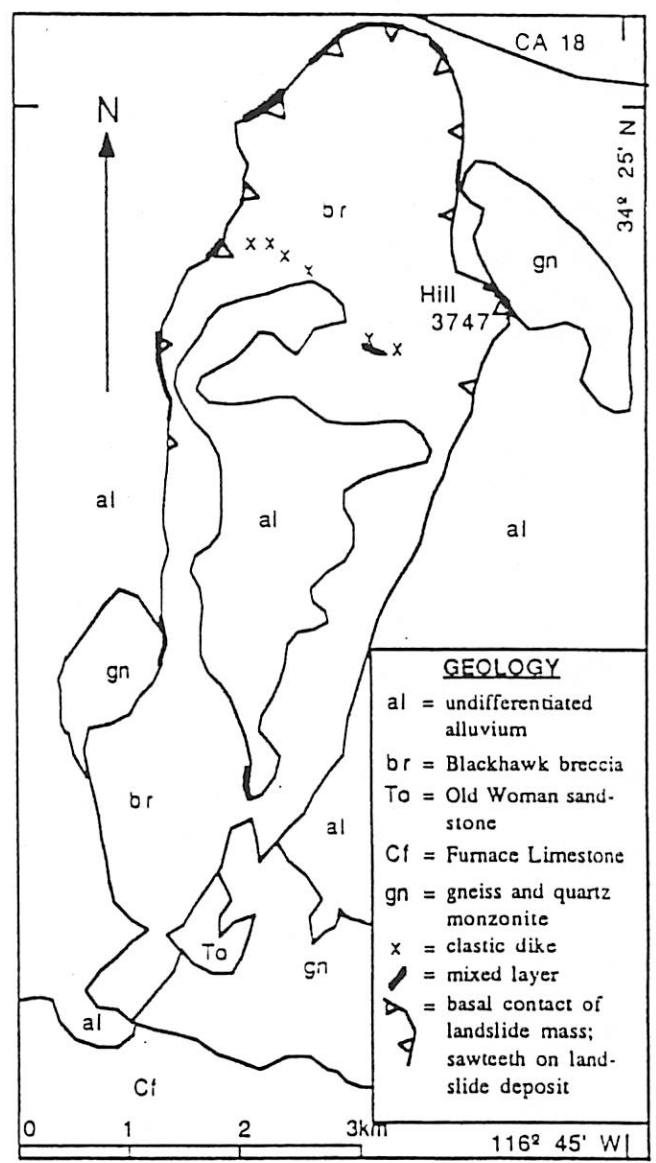 CA 18
N
34º 25' N
br
x x
x
x
gn
Hill
3747
x
x
al
al
al
gn
br
al
To
gn
al
Cf
GEOLOGY
al = undifferentiated
alluvium
br = Blackhawk breccia
To = Old Woman sand-
stone
Cf = Furnace Limestone
gn = gneiss and quartz
monzonite
x = clastic dike
= mixed layer
= basal contact of
landslide mass;
sawteeth on land-
slide deposit
0 1 2 3km
116º 45' W